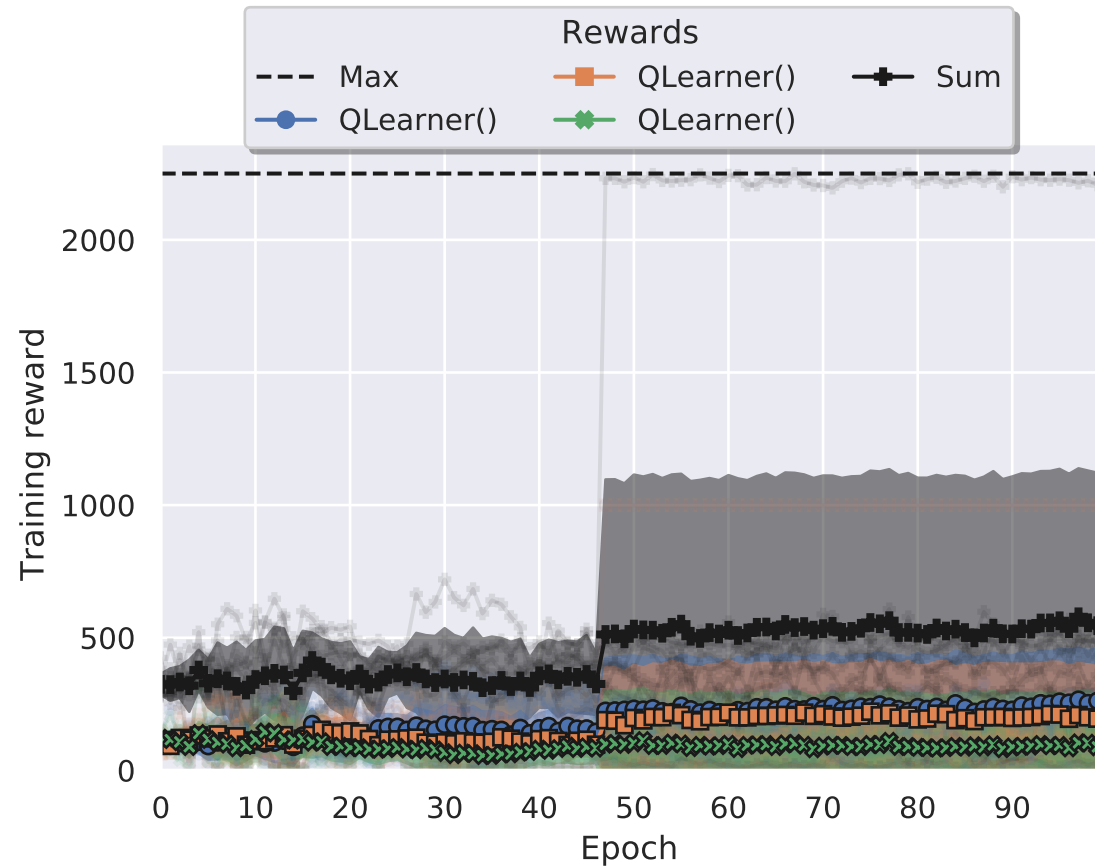 Rewards
Max QLearner() Sum
QLearner() QLearner()
2000
1500
1000
500
0
Training reward
0 10 20 30 40 50 60 70 80 90
Epoch